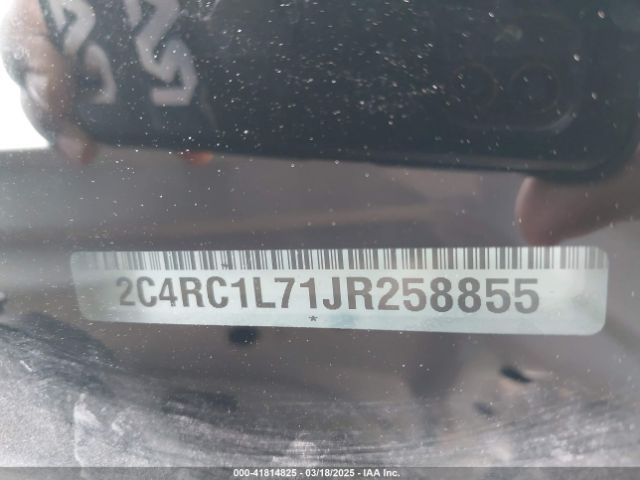 2C4RC1L71JR258855
*
000-41814825 - 03/18/2025 - IAA Inc.